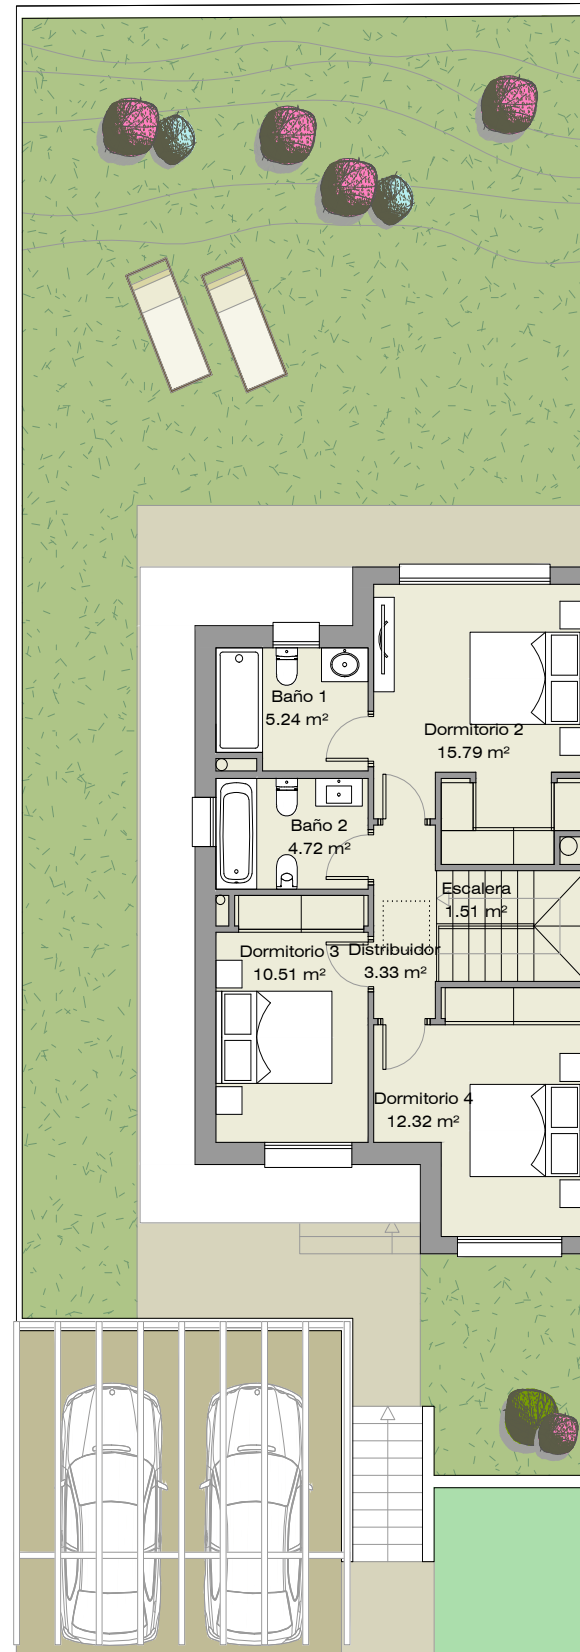 Baño 1
5.24 m²
Dormitorio 2
15.79 m²
Baño 2
4.72 m²
Escalera
1.51 m²
Dormitorio 3
10.51 m²
Distribuidor
3.33 m²
Dormitorio 4
12.32 m²